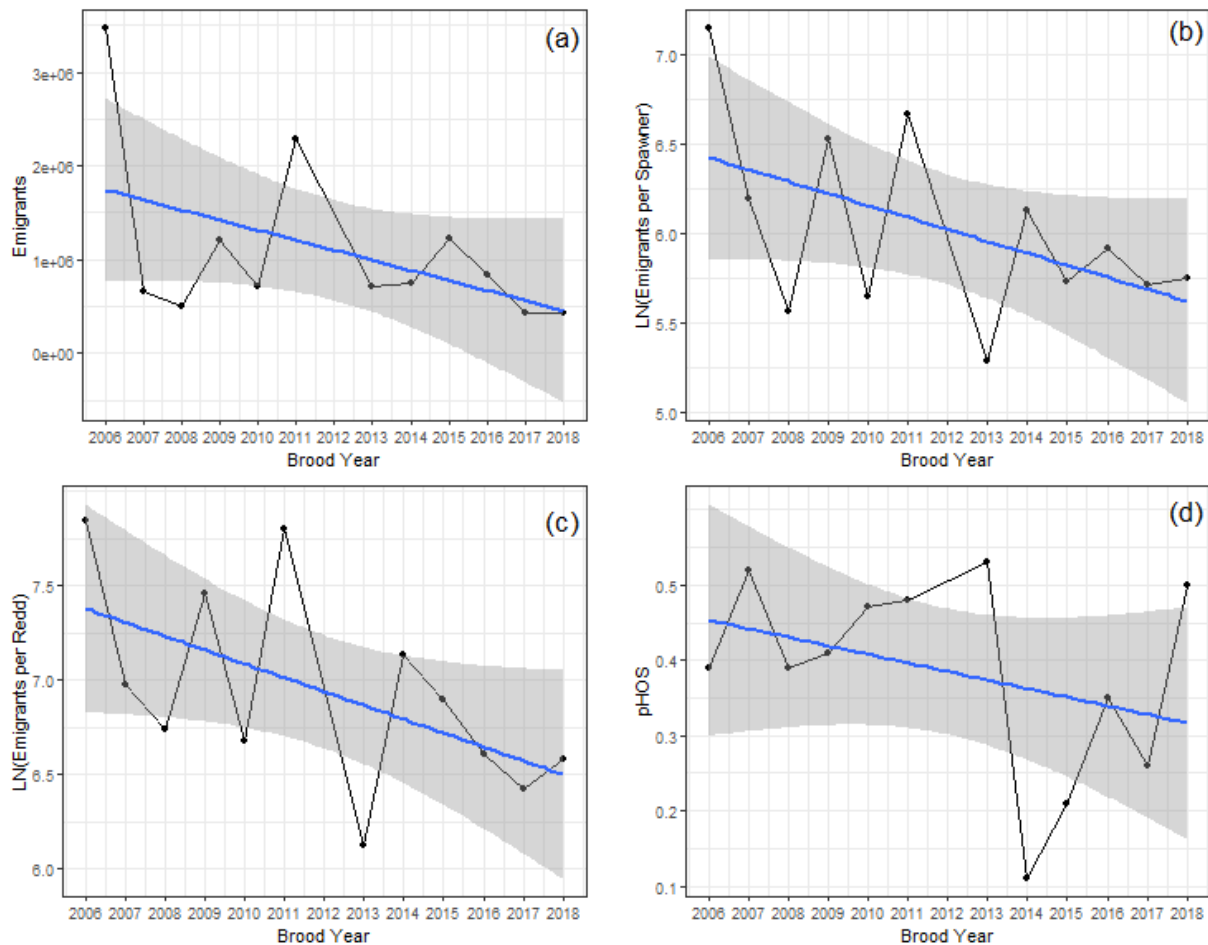 (a)
Emigrants
3e+06
2e+06
1e+06
0e+00
2006 2007 2008 2009 2010 2011 2012 2013 2014 2015 2016 2017 2018
Brood Year
(b)
LN(Emigrants per Spawner)
7.0
6.5
6.0
5.5
5.0
2006 2007 2008 2009 2010 2011 2012 2013 2014 2015 2016 2017 2018
Brood Year
(c)
LN(Emigrants per Redd)
7.5
7.0
6.5
6.0
2006 2007 2008 2009 2010 2011 2012 2013 2014 2015 2016 2017 2018
Brood Year
(d)
pHOS
0.5
0.4
0.3
0.2
0.1
2006 2007 2008 2009 2010 2011 2012 2013 2014 2015 2016 2017 2018
Brood Year